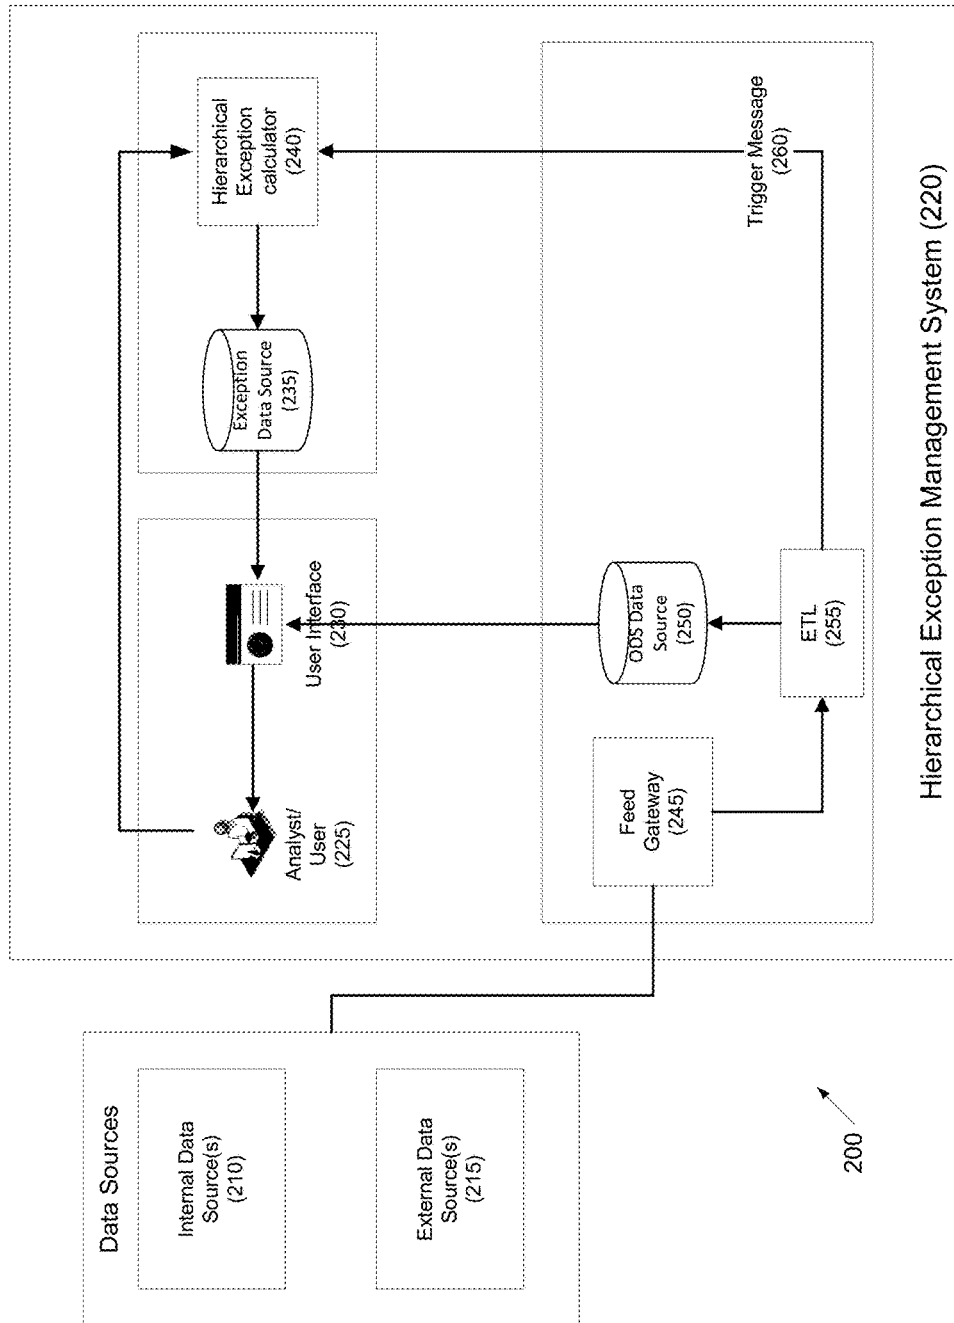 Data Sources
Internal Data
Source(s)
(210)
External Data
Source(s)
(215)
200
Analyst/
User
(225)
User Interface
(230)
Exception
Data Source
(235)
Hierarchical
Exception
calculator
(240)
Feed
Gateway
(245)
ODS Data
Source
(250)
ETL
(255)
Trigger Message
(260)
Hierarchical Exception Management System (220)